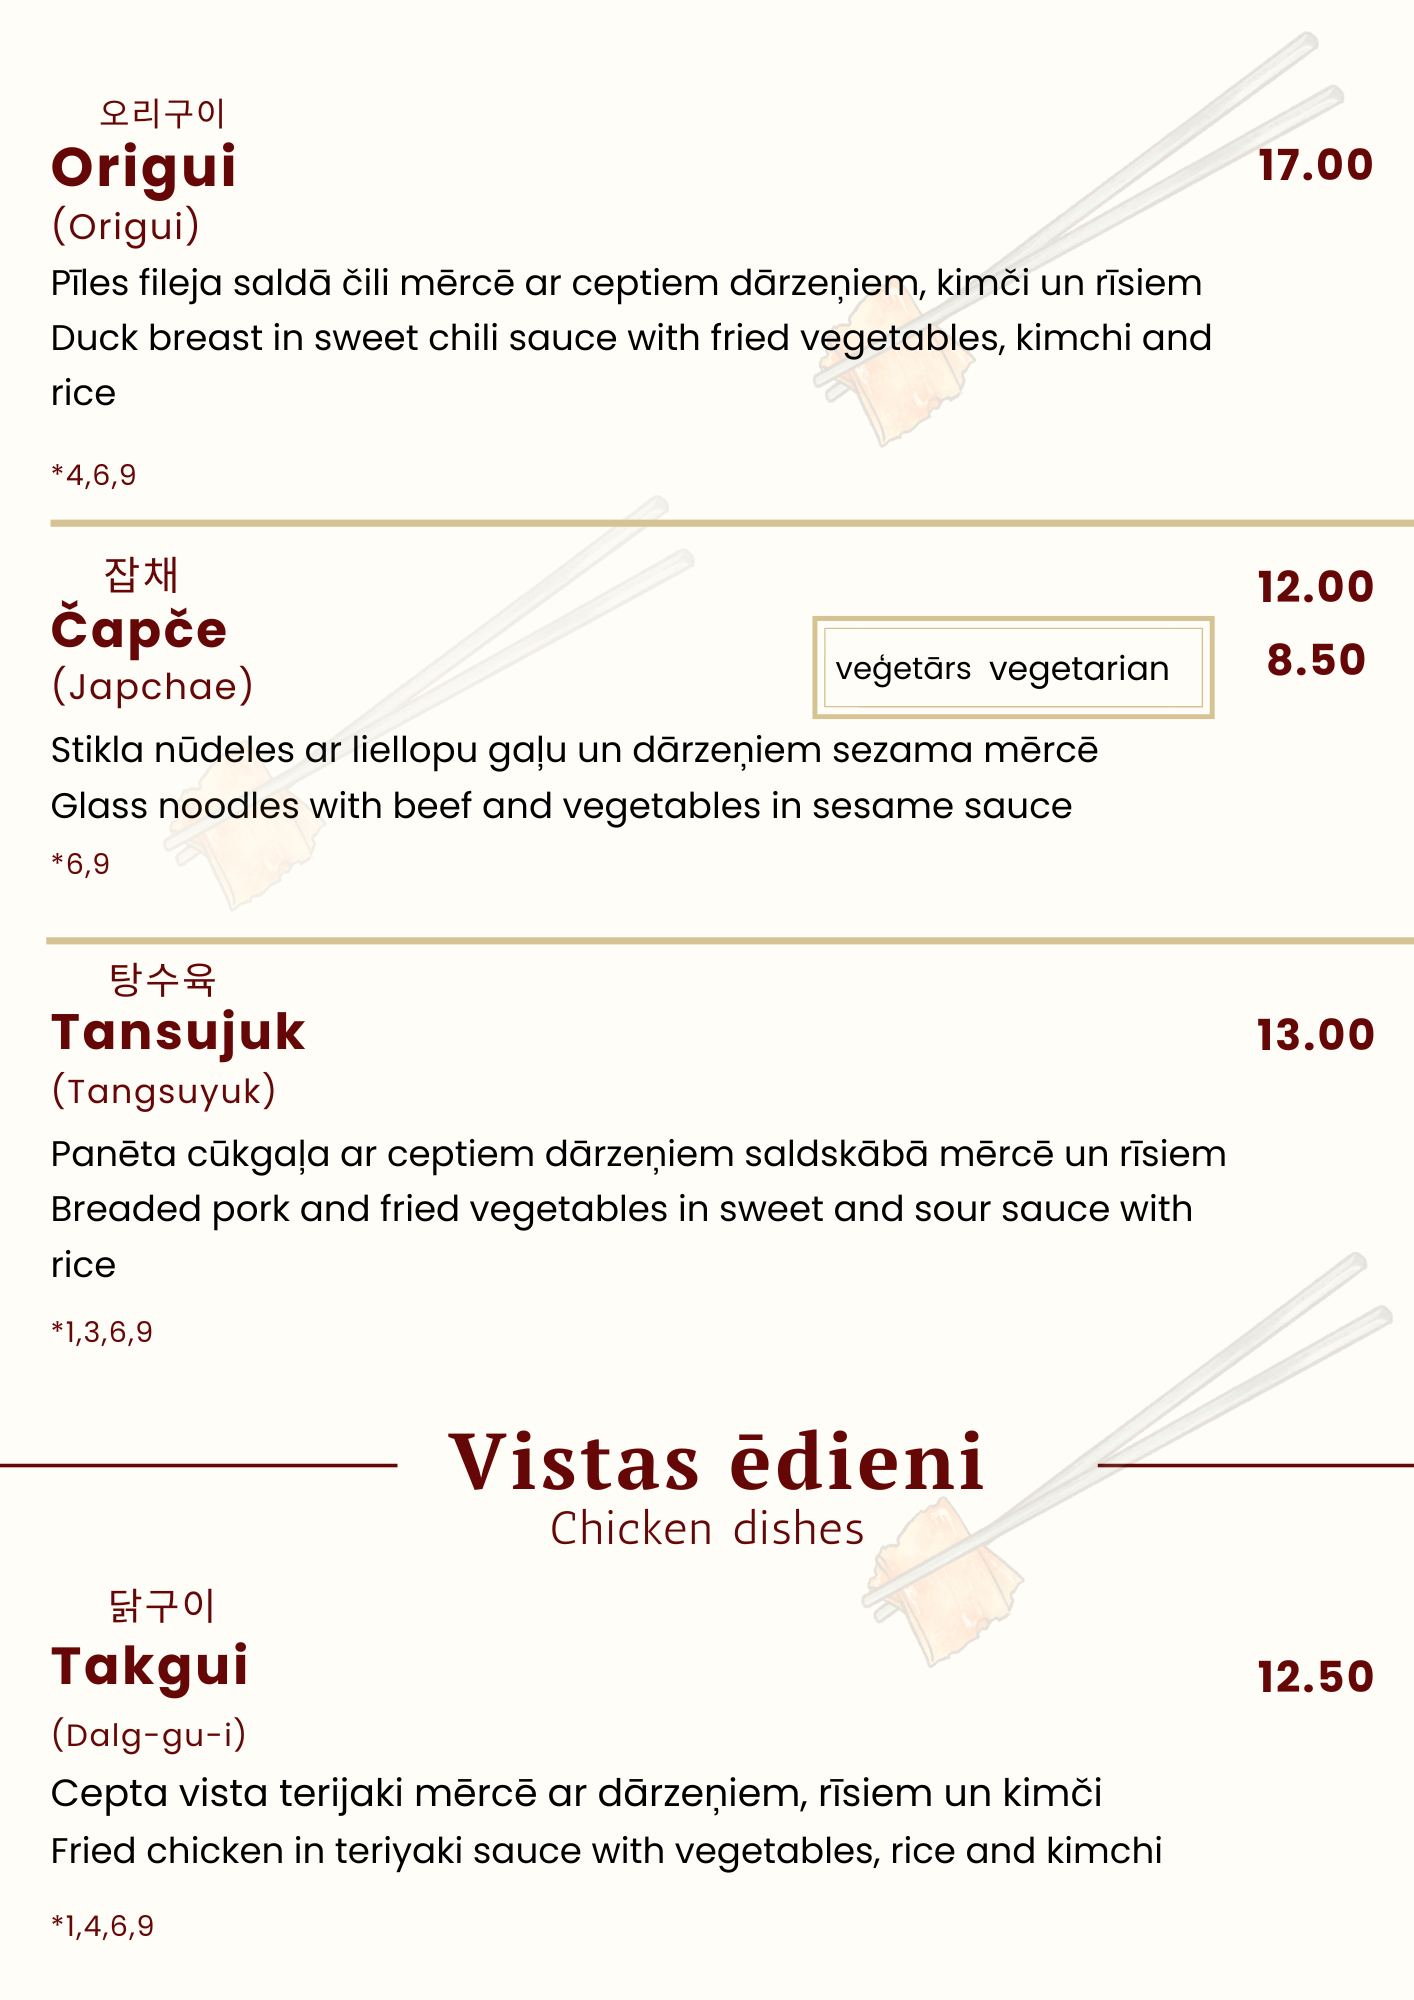 오리구이
Origui
17.00
(Origui)
Pīles fileja saldā čili mērcē ar ceptiem dārzeņiem, kimči un rīsiem
Duck breast in sweet chili sauce with fried vegetables, kimchi and
rice
*4,6,9
잡채
12.00
Čapče
veģetārs vegetarian
8.50
(Japchae)
Stikla nūdeles ar liellopu gaļu un dārzeņiem sezama mērcē
Glass noodles with beef and vegetables in sesame sauce
*6,9
탕수육
Tansujuk
13.00
(Tangsuyuk)
Panēta cūkgaļa ar ceptiem dārzeņiem saldskābā mērcē un rīsiem
Breaded pork and fried vegetables in sweet and sour sauce with
rice
*1,3,6,9
Vistas ēdieni
Chicken dishes
닭구이
Takgui
12.50
(Dalg-gu-i)
Cepta vista terijaki mērcē ar dārzeņiem, rīsiem un kimči
Fried chicken in teriyaki sauce with vegetables, rice and kimchi
*1,4,6,9